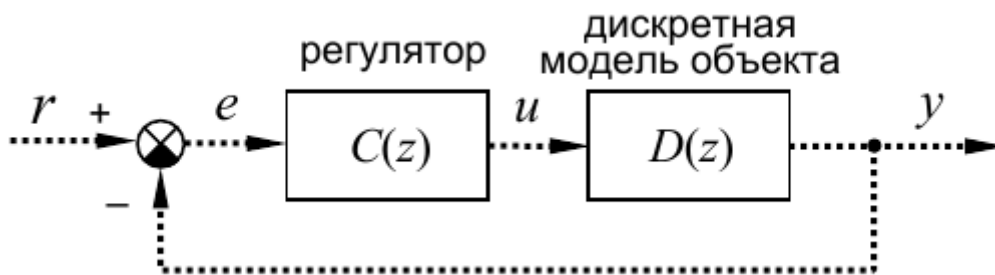 регулятор
дискретная
модель объекта
r + e C(z) u D(z) y
−